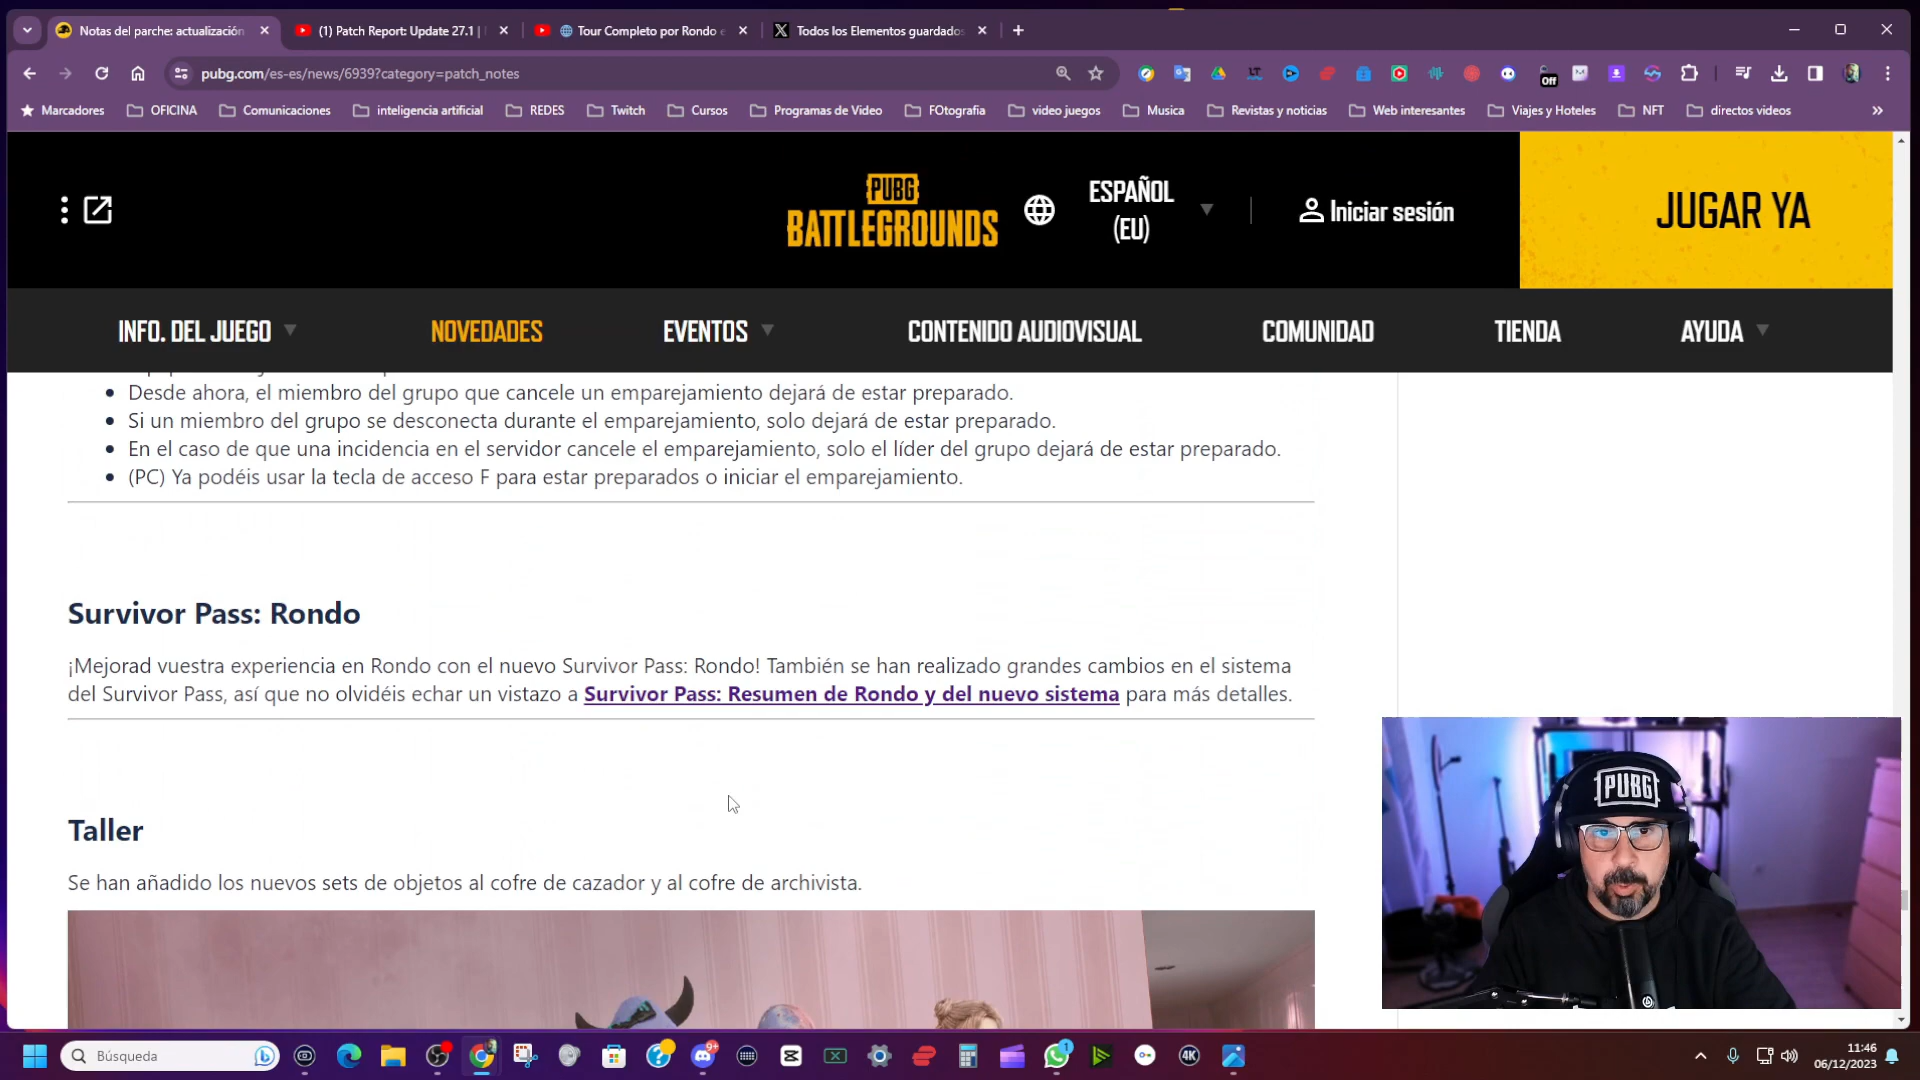 Notas del parche: actualización
(1) Patch Report: Update 27.1 |
Tour Completo por Rondo e
Todos los Elementos guardados
pubg.com/es-es/news/6939?category=patch_notes
Off
Marcadores
OFICINA
Comunicaciones
inteligencia artificial
REDES
Twitch
Cursos
Programas de Video
FOtografia
video juegos
Musica
Revistas y noticias
Web interesantes
Viajes y Hoteles
NFT
directos videos
PUBG
BATTLEGROUNDS
ESPAÑOL
(EU)
Iniciar sesión
JUGAR YA
INFO. DEL JUEGO
NOVEDADES
EVENTOS
CONTENIDO AUDIOVISUAL
COMUNIDAD
TIENDA
AYUDA
Desde ahora, el miembro del grupo que cancele un emparejamiento dejará de estar preparado.
Si un miembro del grupo se desconecta durante el emparejamiento, solo dejará de estar preparado.
En el caso de que una incidencia en el servidor cancele el emparejamiento, solo el líder del grupo dejará de estar preparado.
(PC) Ya podéis usar la tecla de acceso F para estar preparados o iniciar el emparejamiento.
Survivor Pass: Rondo
¡Mejorad vuestra experiencia en Rondo con el nuevo Survivor Pass: Rondo! También se han realizado grandes cambios en el sistema
del Survivor Pass, así que no olvidéis echar un vistazo a Survivor Pass: Resumen de Rondo y del nuevo sistema para más detalles.
Taller
Se han añadido los nuevos sets de objetos al cofre de cazador y al cofre de archivista.
PUBG
Búsqueda
9+
1
4K
11:46
06/12/2023